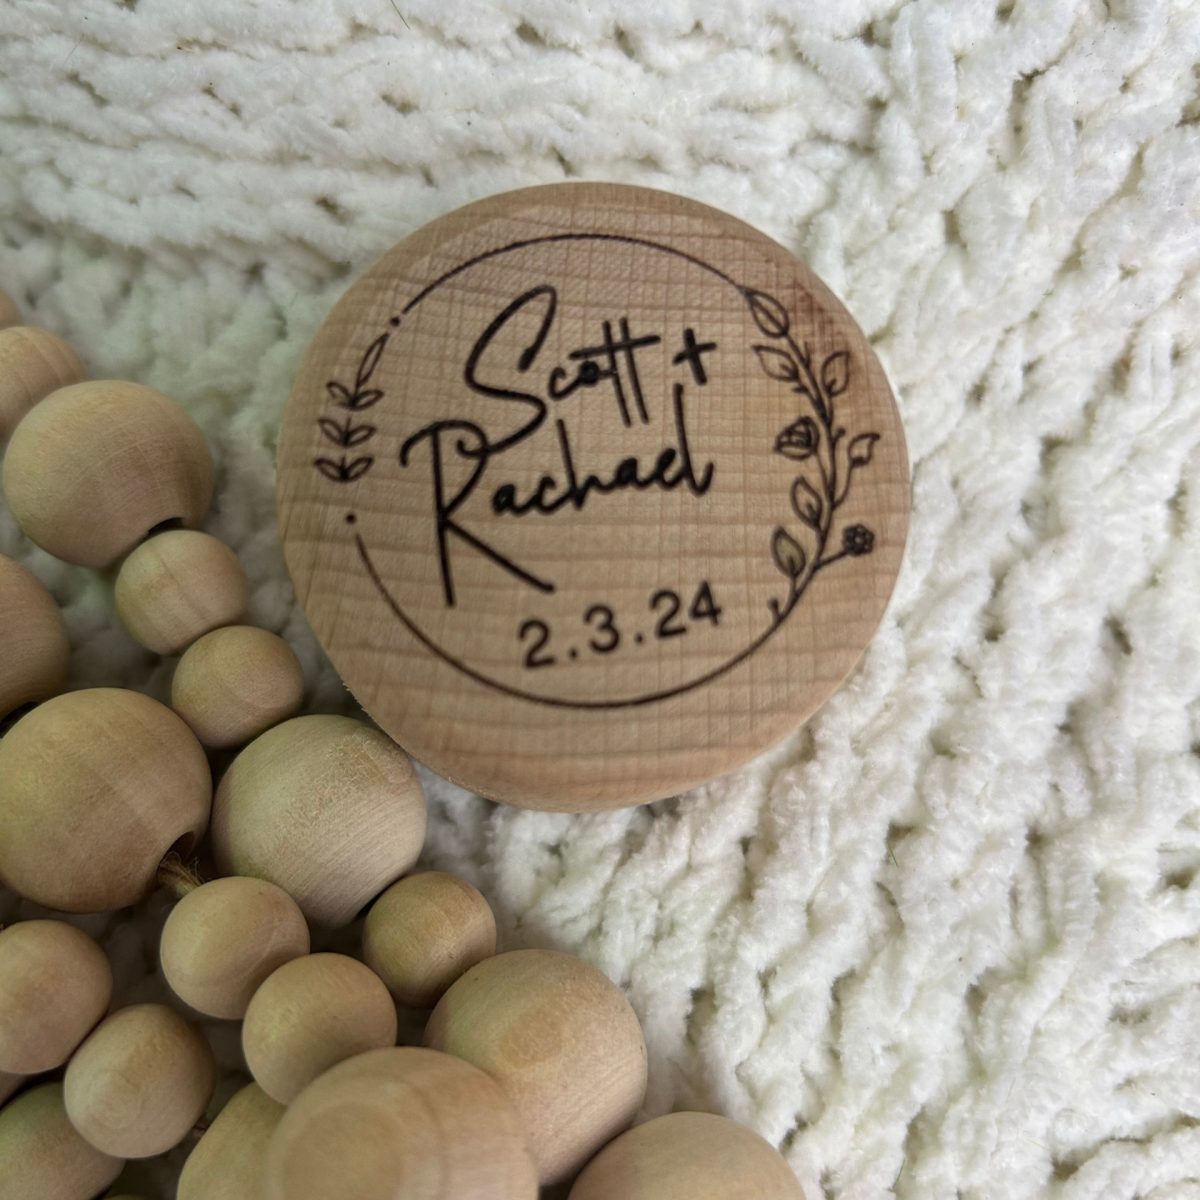 Scott +
Rachael
2.3.24